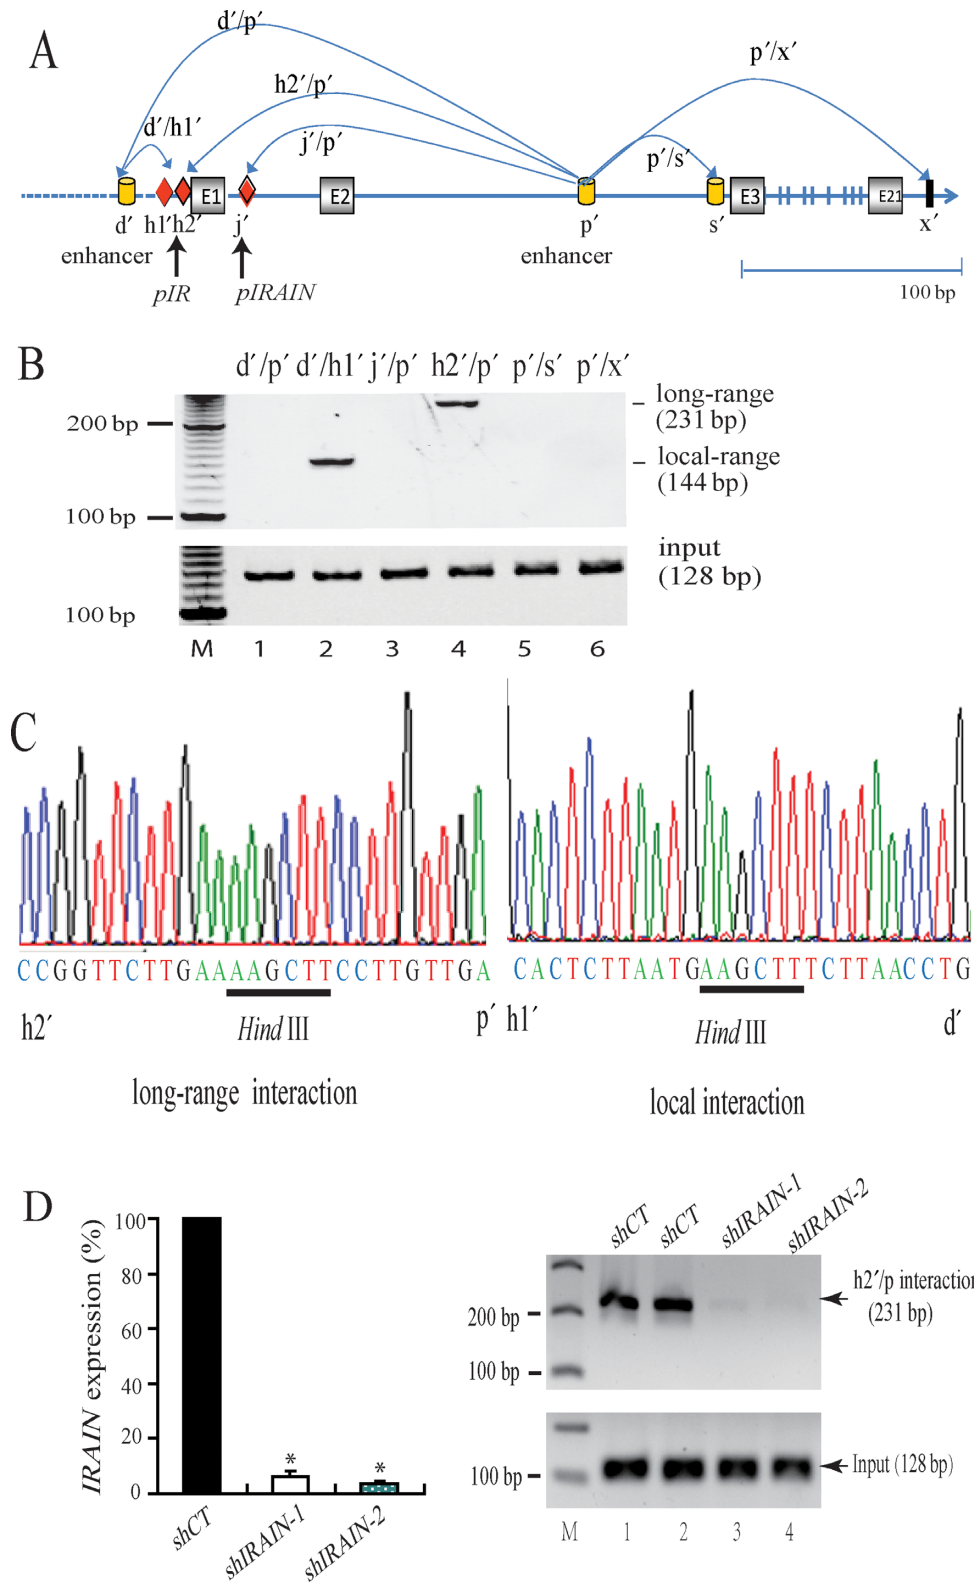 A
d′/p′
h2′/p′
d′/h1′
j′/p′
p′/x′
p′/s′
E1
E2
E3
E21
d′
h1′h2′
j′
p′
s′
x′
enhancer
enhancer
pIR
pIRAIN
100 bp
B
d′/p′ d′/h1′ j′/p′ h2′/p′ p′/s′ p′/x′
200 bp
100 bp
long-range
(231 bp)
local-range
(144 bp)
input
(128 bp)
100 bp
M 1 2 3 4 5 6
C
CCGGTTCTTGAAAAGCTTCCTTGTTGA
CACTCTTAATGAAGCTTTCTTAACCTG
h2′
Hind III
p′
h1′
Hind III
d′
long-range interaction
local interaction
D
IRAIN expression (%)
100
80
60
40
20
0
*
*
shCT
shIRAIN-1
shIRAIN-2
shCT
shCT
shIRAIN-1
shIRAIN-2
200 bp
100 bp
h2′/p interaction
(231 bp)
100 bp
Input (128 bp)
M 1 2 3 4